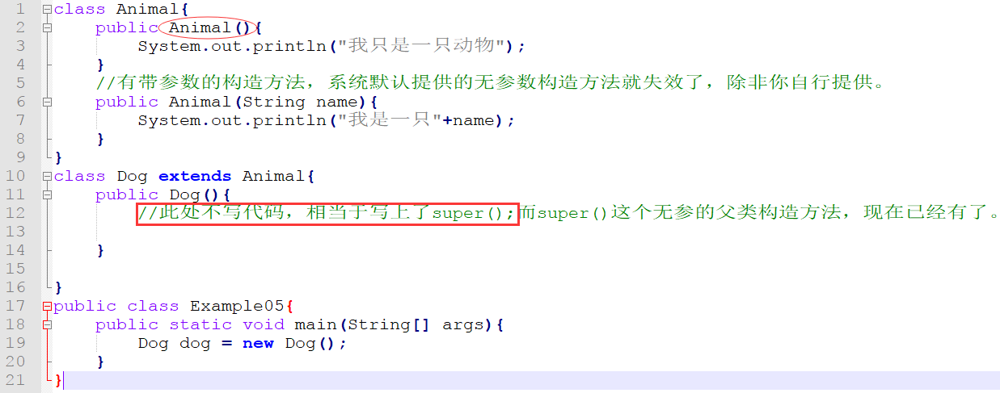 1 class Animal{
2 public Animal(){
3 System.out.println("我只是一只动物");
4 }
5 //有带参数的构造方法，系统默认提供的无参数构造方法就失效了，除非你自行提供。
6 public Animal(String name){
7 System.out.println("我是一只"+name);
8 }
9 }
10 class Dog extends Animal{
11 public Dog(){
12 //此处不写代码，相当于写上了super();而super()这个无参的父类构造方法，现在已经有了。
13
14 }
15
16 }
17 public class Example05{
18 public static void main(String[] args){
19 Dog dog = new Dog();
20 }
21 }